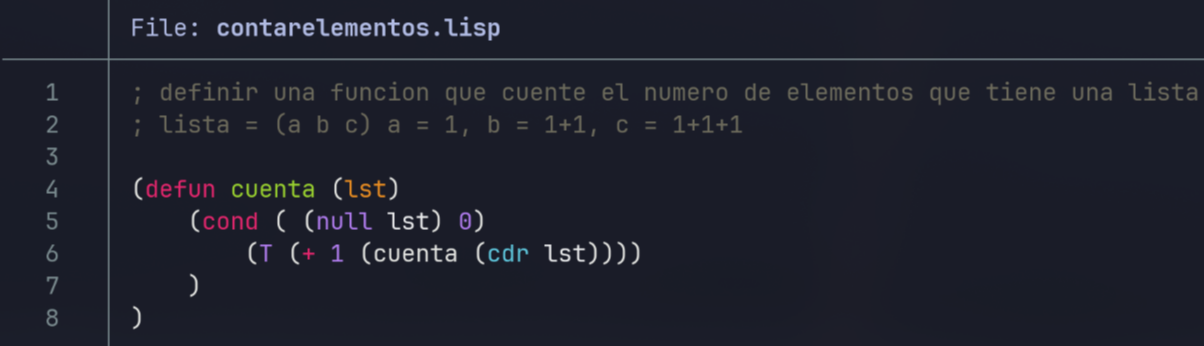 File: contarelementos.lisp
1 ; definir una funcion que cuente el numero de elementos que tiene una lista
2 ; lista = (a b c) a = 1, b = 1+1, c = 1+1+1
3
4 (defun cuenta (lst)
5     (cond ( (null lst) 0)
6         (T (+ 1 (cuenta (cdr lst))))
7     )
8 )